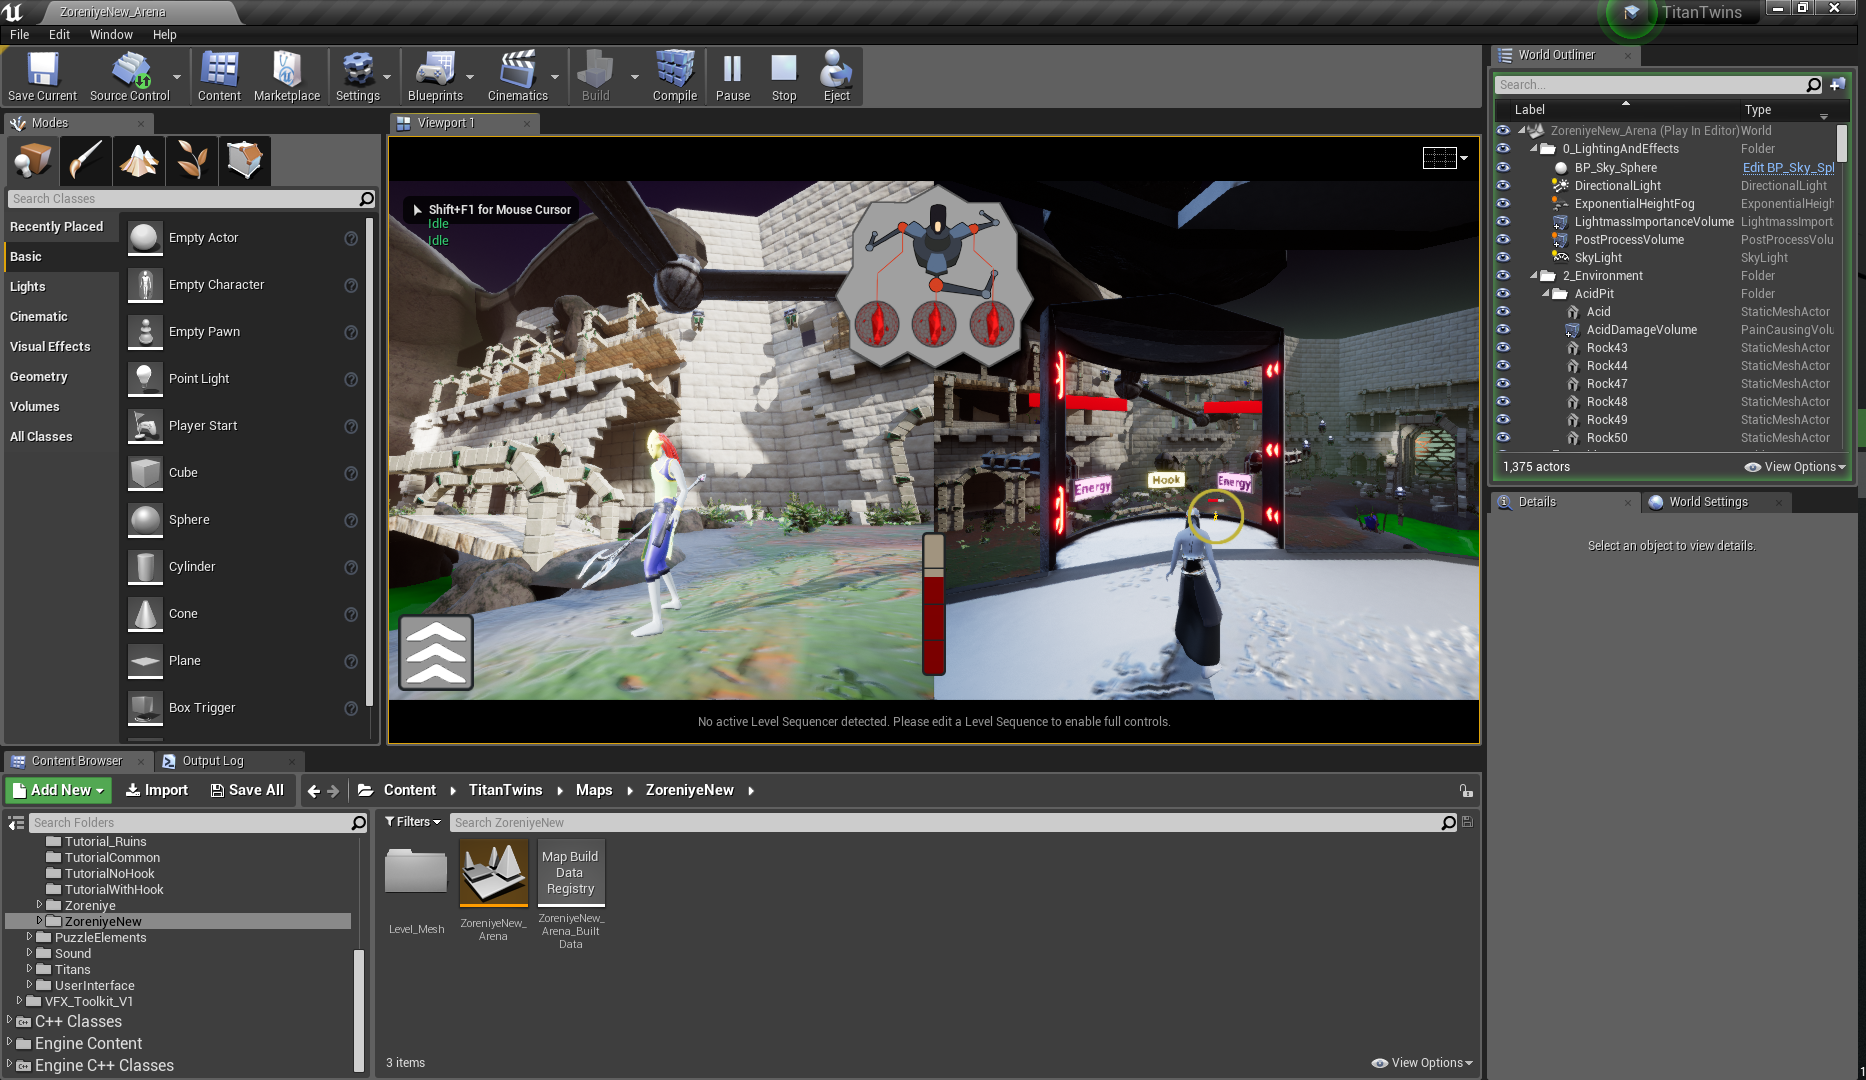 ZoreniyeNew_Arena
TitanTwins
File Edit Window Help
Save Current
Source Control
Content
Marketplace
Settings
Blueprints
Cinematics
Build
Compile
Pause
Stop
Eject
Modes
Search Classes
Recently Placed
Basic
Lights
Cinematic
Visual Effects
Geometry
Volumes
All Classes
Empty Actor
Empty Character
Empty Pawn
Point Light
Player Start
Cube
Sphere
Cylinder
Cone
Plane
Box Trigger
Viewport 1
Shift+F1 for Mouse Cursor
Idle
Idle
Energy
Hook
Energy
No active Level Sequencer detected. Please edit a Level Sequence to enable full controls.
World Outliner
Search...
Label Type
ZoreniyeNew_Arena (Play In Editor) World
0_LightingAndEffects Folder
BP_Sky_Sphere Edit BP_Sky_Spl
DirectionalLight DirectionalLight
ExponentialHeightFog ExponentialHeigh
LightmassImportanceVolume LightmassImport
PostProcessVolume PostProcessVolu
SkyLight SkyLight
2_Environment Folder
AcidPit Folder
Acid StaticMeshActor
AcidDamageVolume PainCausingVolu
Rock43 StaticMeshActor
Rock44 StaticMeshActor
Rock47 StaticMeshActor
Rock48 StaticMeshActor
Rock49 StaticMeshActor
Rock50 StaticMeshActor
1,375 actors View Options
Details
World Settings
Select an object to view details.
Content Browser
Output Log
Add New Import Save All
Content TitanTwins Maps ZoreniyeNew
Search Folders
Tutorial_Ruins
TutorialCommon
TutorialNoHook
TutorialWithHook
Zoreniye
ZoreniyeNew
PuzzleElements
Sound
Titans
UserInterface
VFX_Toolkit_V1
C++ Classes
Engine Content
Engine C++ Classes
Filters
Search ZoreniyeNew
Level_Mesh
ZoreniyeNew_
Arena
Map Build
Data
Registry
ZoreniyeNew_
Arena_Built
Data
3 items
View Options
1